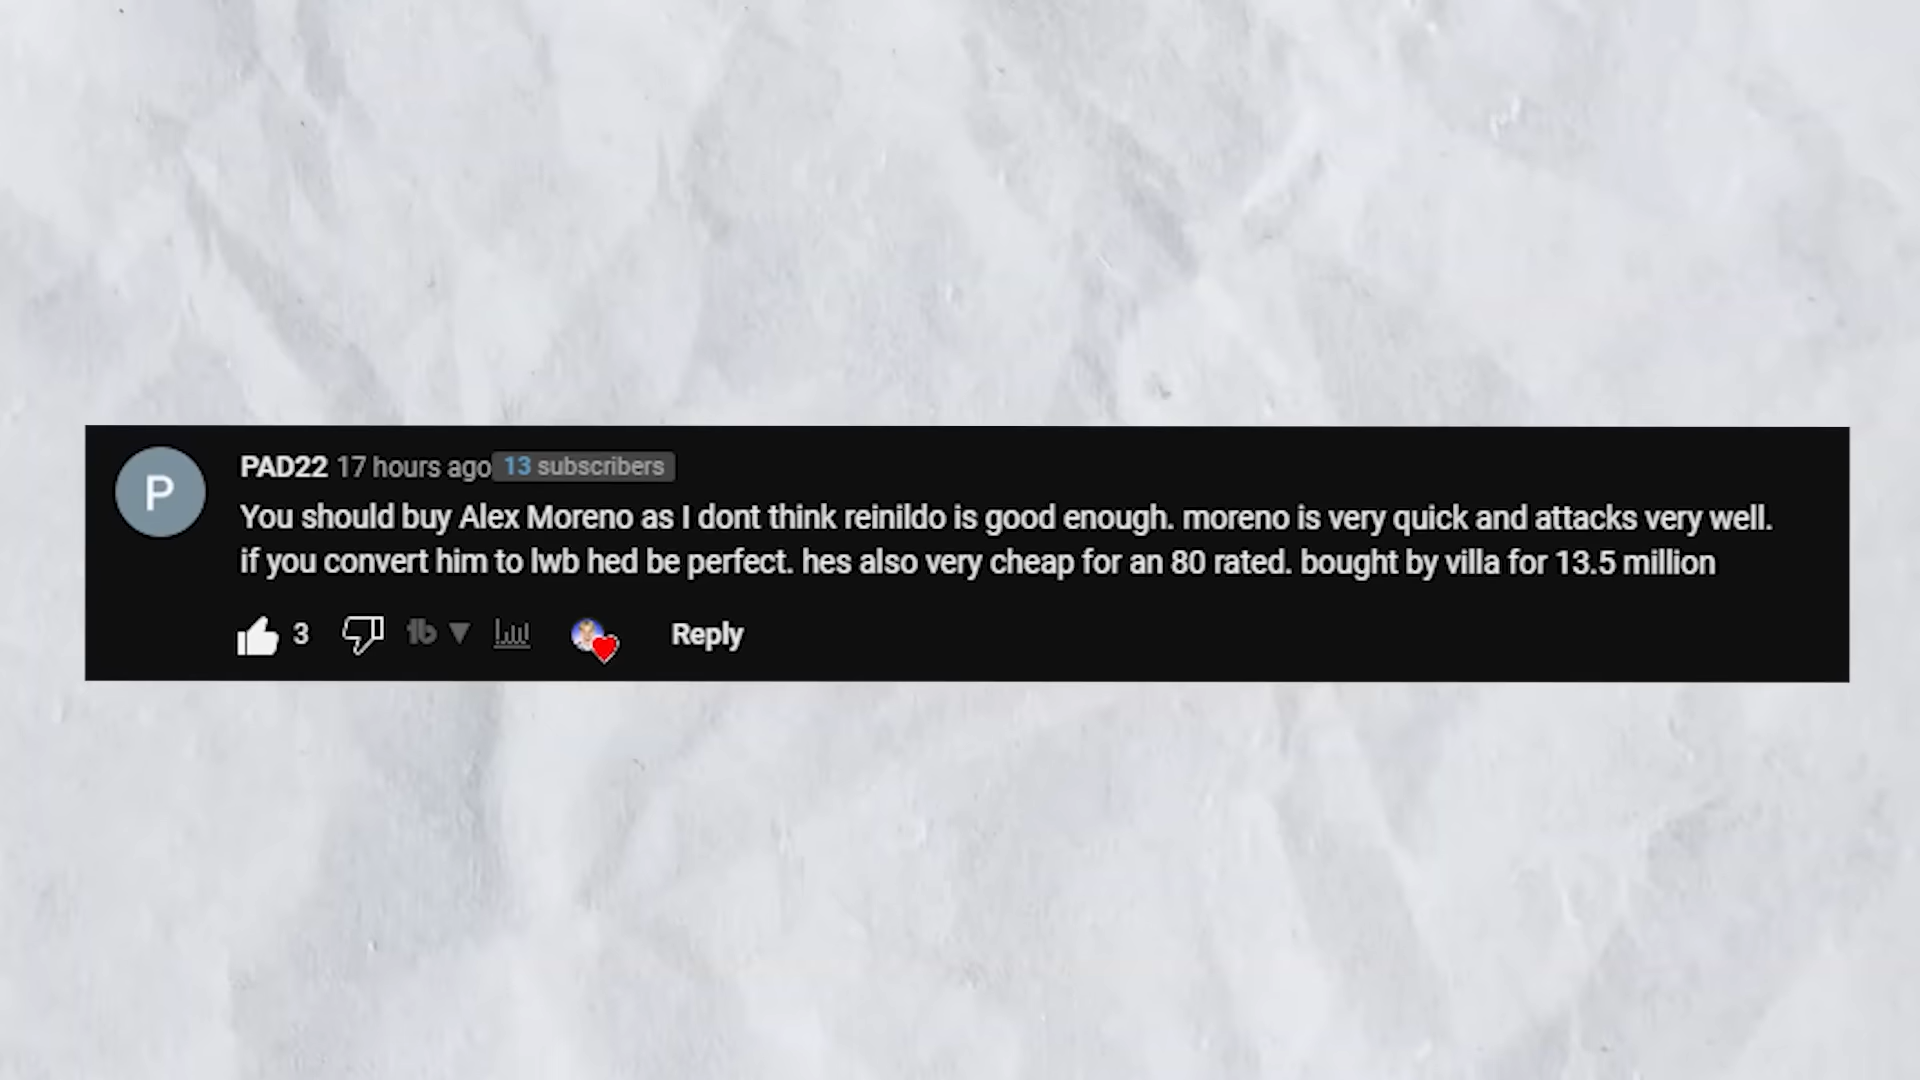 P
PAD22 17 hours ago 13 subscribers
You should buy Alex Moreno as I dont think reinildo is good enough. moreno is very quick and attacks very well.
if you convert him to lwb hed be perfect. hes also very cheap for an 80 rated. bought by villa for 13.5 million
3 tb Reply